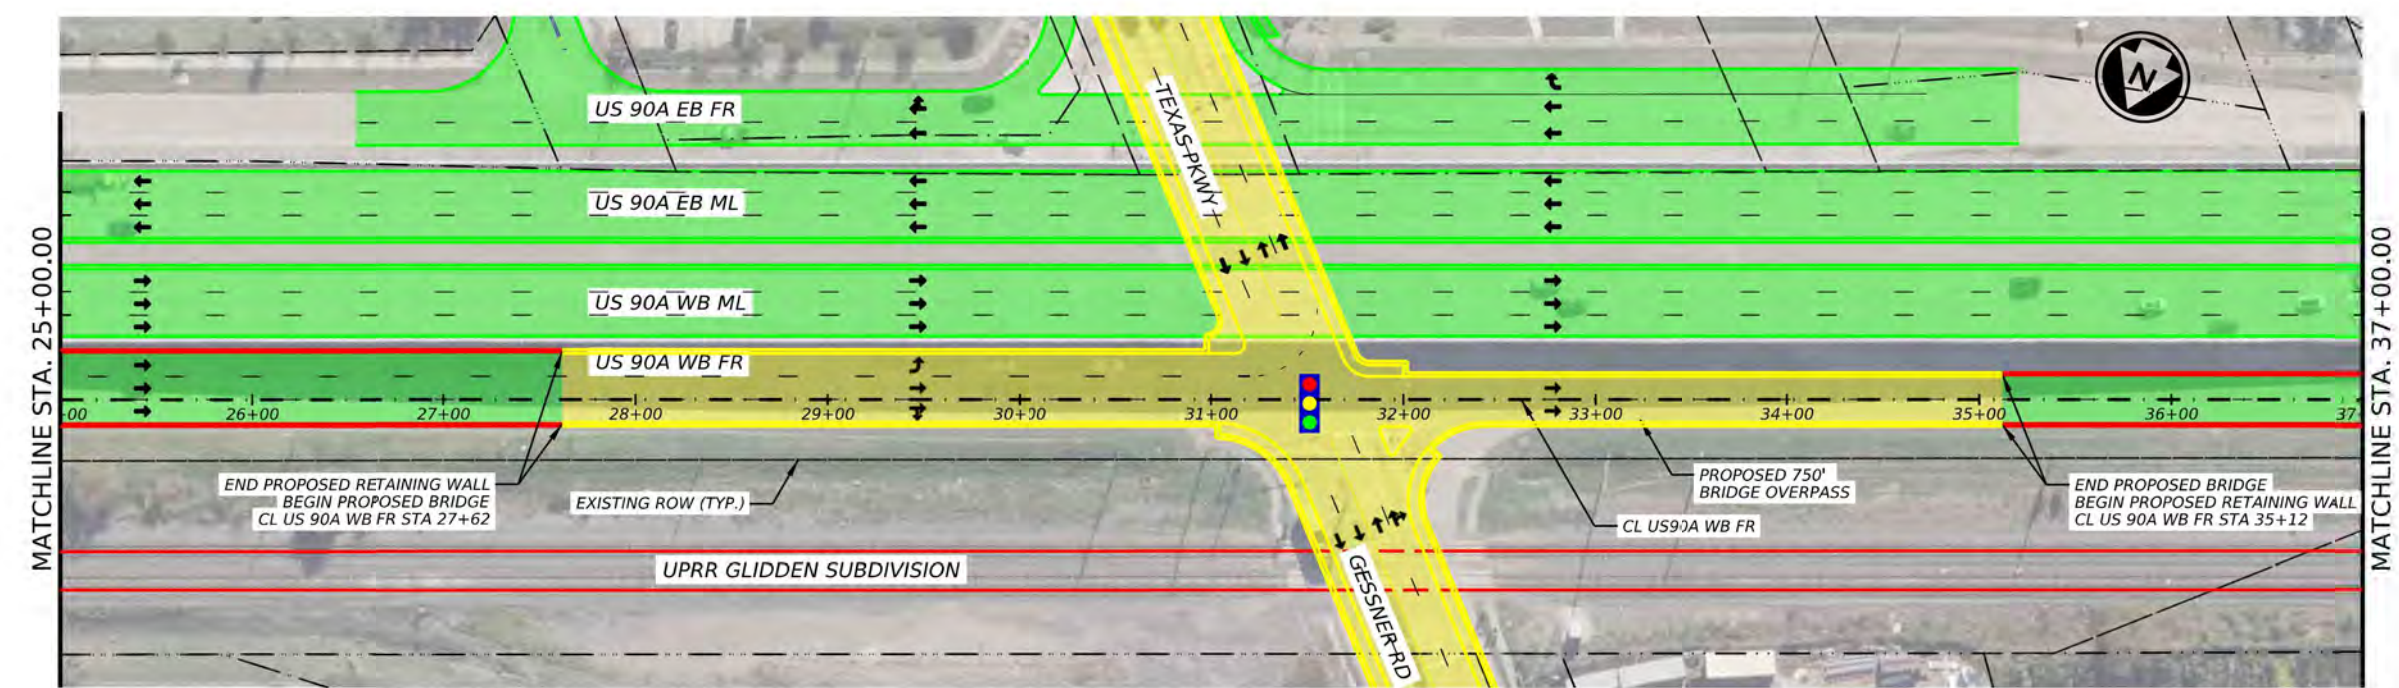 N
US 90A EB FR
TEXAS PKWY
US 90A EB ML
US 90A WB ML
US 90A WB FR
MATCHLINE STA. 25+00.00
MATCHLINE STA. 37+00.00
+00
26+00
27+00
28+00
29+00
30+00
31+00
32+00
33+00
34+00
35+00
36+00
37
END PROPOSED RETAINING WALL
BEGIN PROPOSED BRIDGE
CL US 90A WB FR STA 27+62
EXISTING ROW (TYP.)
PROPOSED 750'
BRIDGE OVERPASS
CL US90A WB FR
END PROPOSED BRIDGE
BEGIN PROPOSED RETAINING WALL
CL US 90A WB FR STA 35+12
UPRR GLIDDEN SUBDIVISION
GESSNER RD